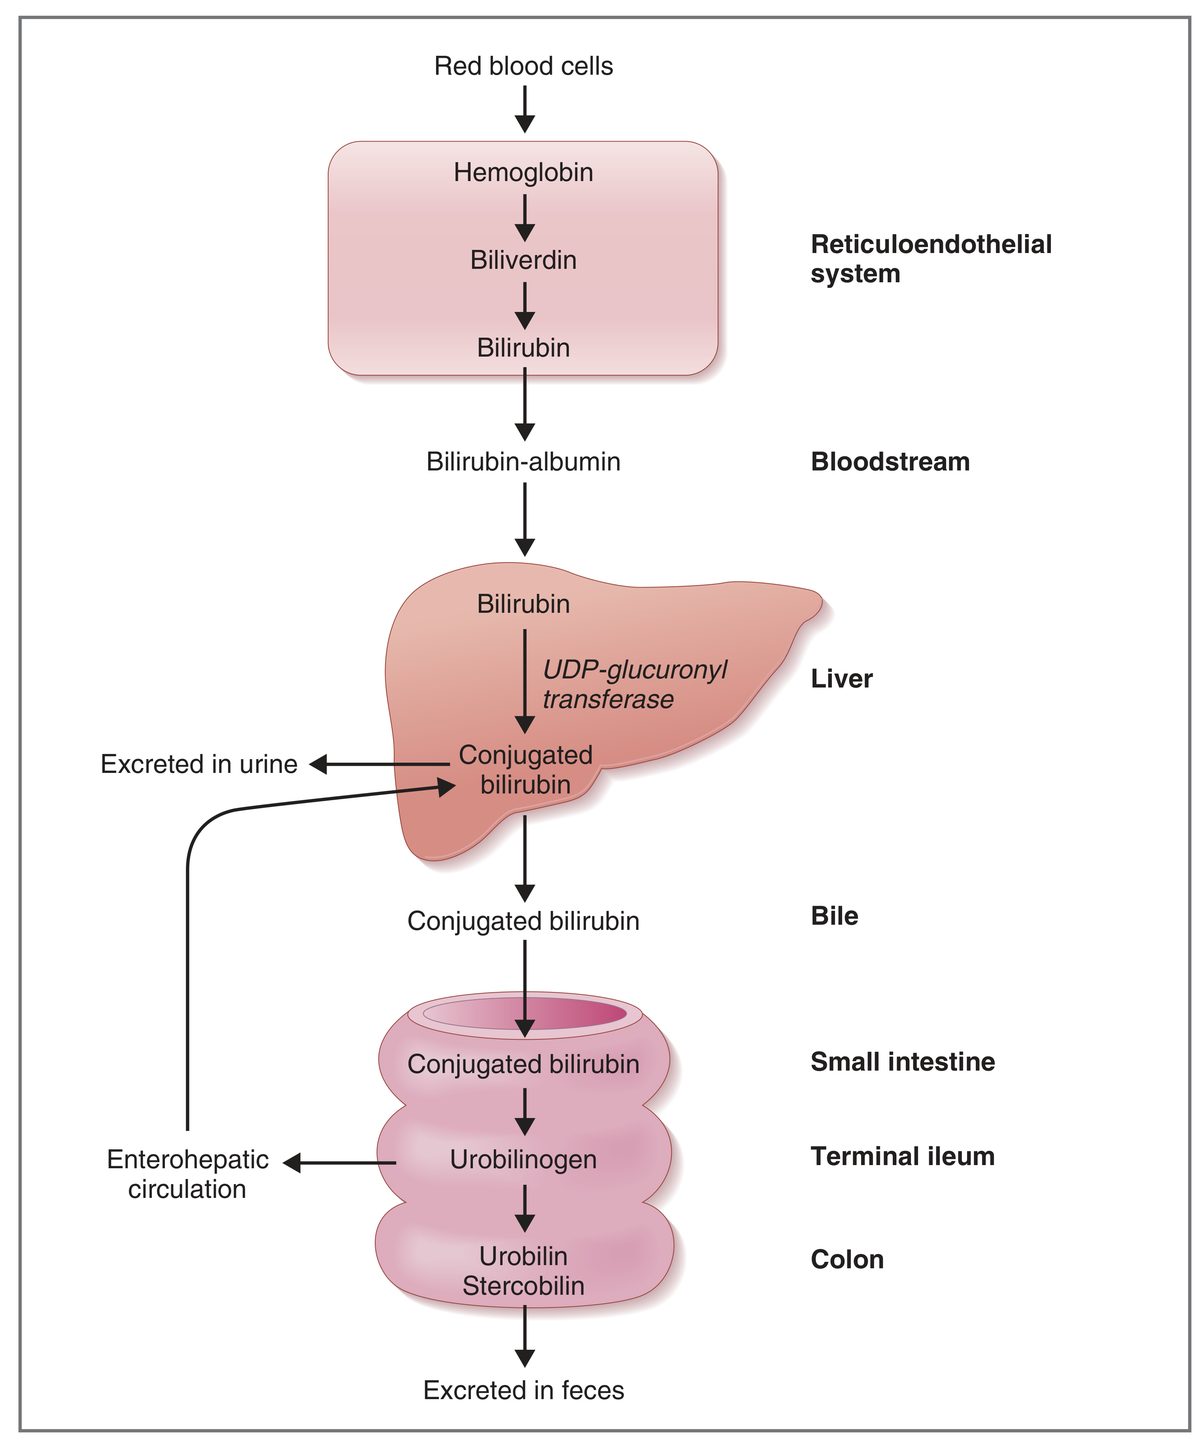 Red blood cells
Hemoglobin
Biliverdin
Bilirubin
Reticuloendothelial
system
Bilirubin-albumin
Bloodstream
Bilirubin
UDP-glucuronyl
transferase
Liver
Conjugated
bilirubin
Excreted in urine
Conjugated bilirubin
Bile
Conjugated bilirubin
Small intestine
Urobilinogen
Terminal ileum
Enterohepatic
circulation
Urobilin
Stercobilin
Colon
Excreted in feces